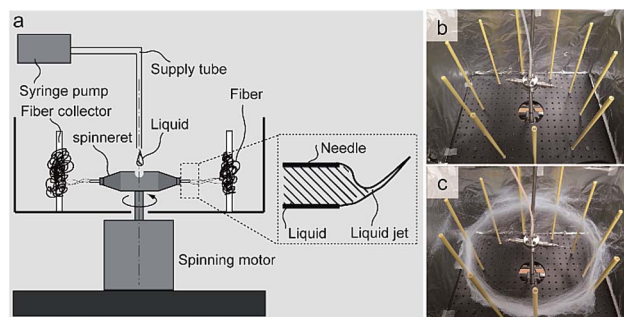 a
Supply tube
Syringe pump
Fiber collector
Fiber
spinneret
Liquid
Needle
Liquid
Liquid jet
Spinning motor
b
c